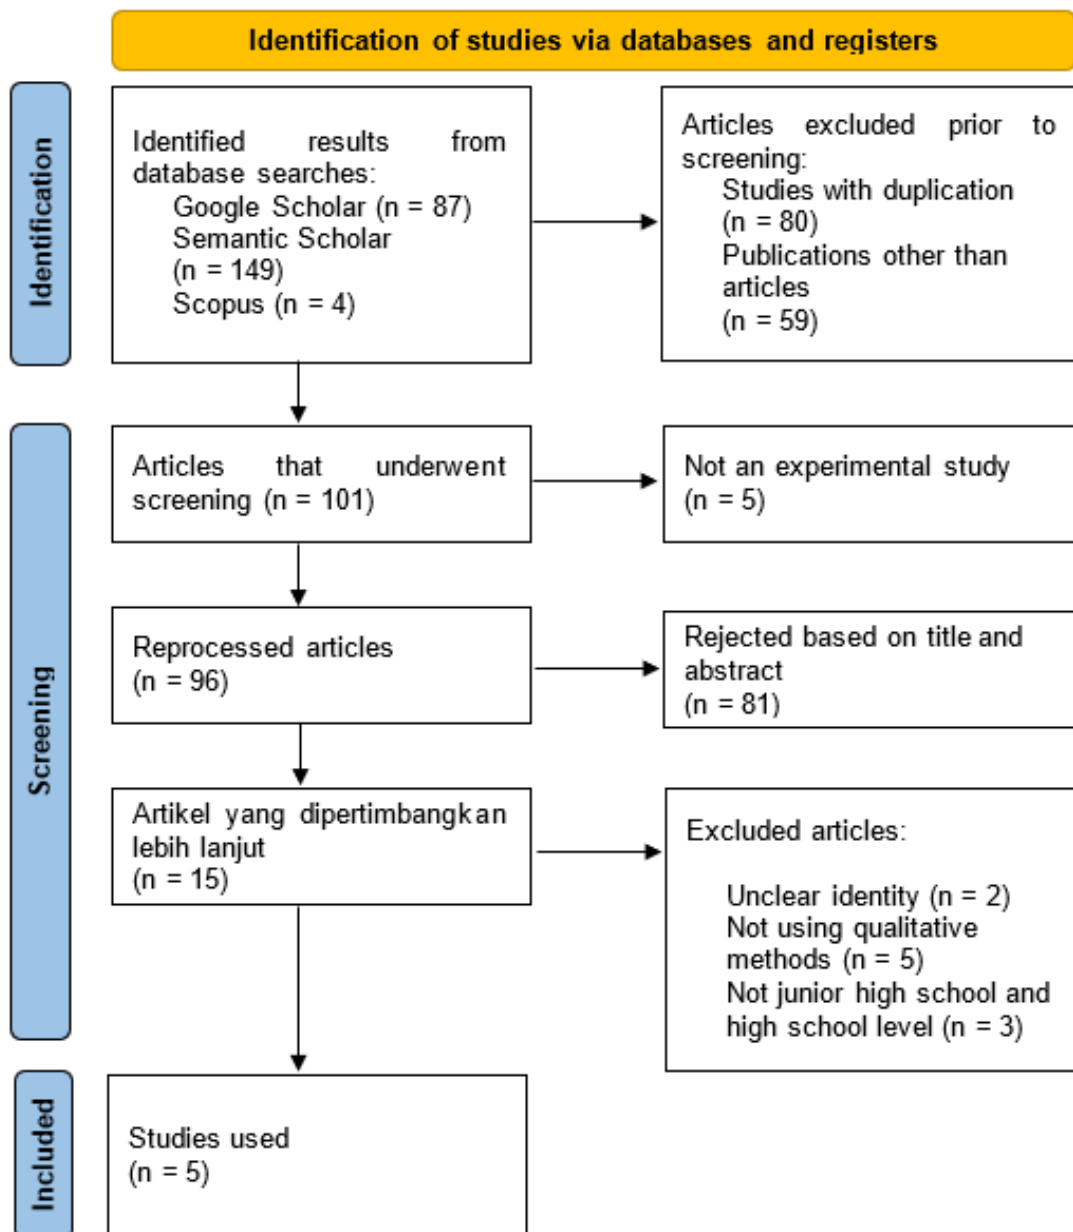 Identification of studies via databases and registers
Identification
Identified results from
database searches:
Google Scholar (n = 87)
Semantic Scholar
(n = 149)
Scopus (n = 4)
Articles excluded prior to
screening:
Studies with duplication
(n = 80)
Publications other than
articles
(n = 59)
Screening
Articles that underwent
screening (n = 101)
Not an experimental study
(n = 5)
Reprocessed articles
(n = 96)
Rejected based on title and
abstract
(n = 81)
Artikel yang dipertimbangkan
lebih lanjut
(n = 15)
Excluded articles:
Unclear identity (n = 2)
Not using qualitative
methods (n = 5)
Not junior high school and
high school level (n = 3)
Included
Studies used
(n = 5)